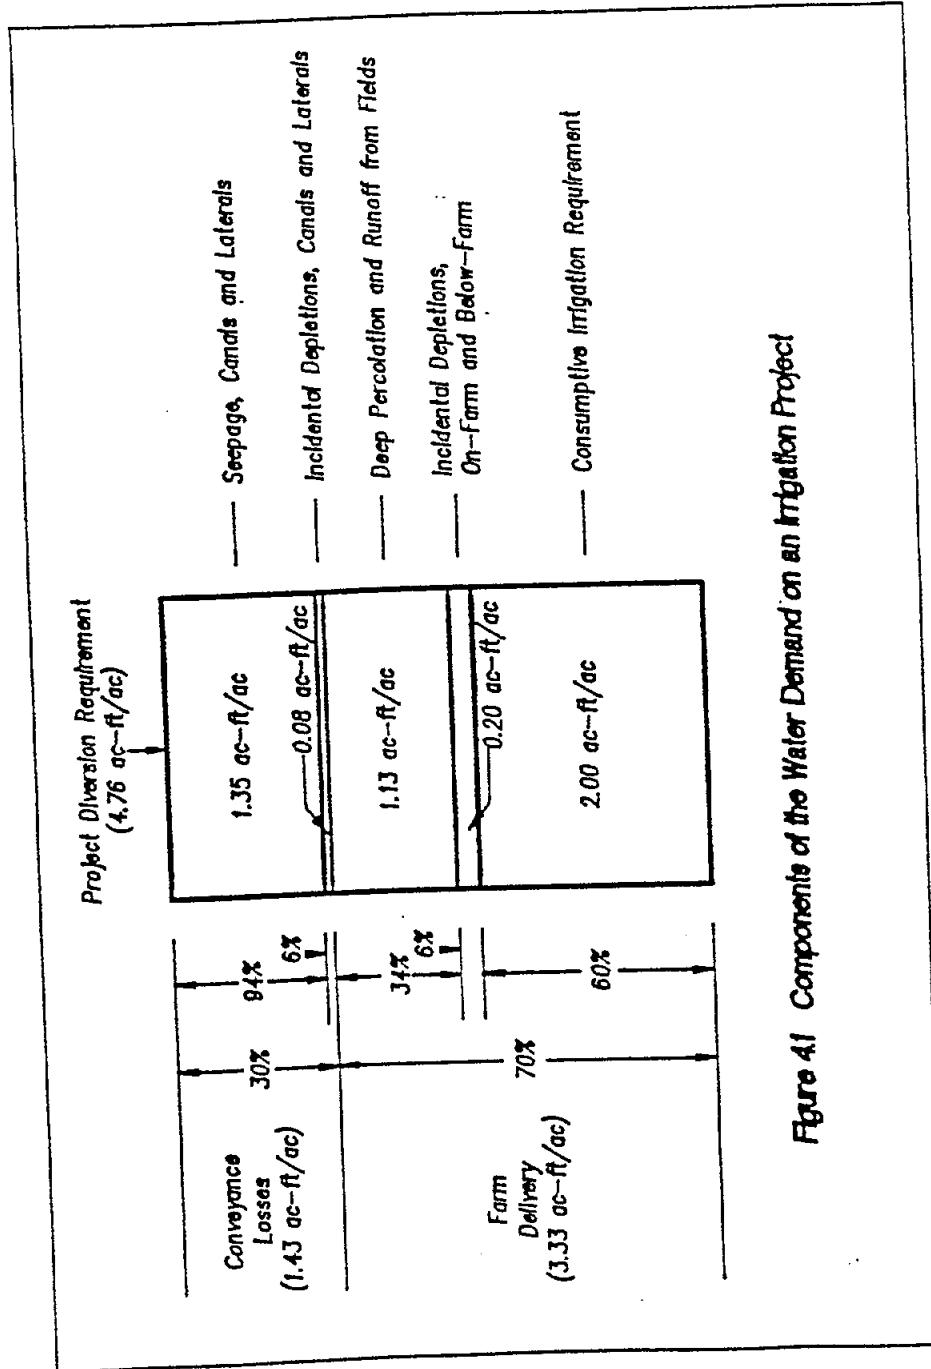 Project Diversion Requirement
(4.76 ac-ft/ac)
Conveyance
Losses
(1.43 ac-ft/ac)
30%
94%
6%
1.35 ac-ft/ac
0.08 ac-ft/ac
Seepage, Canals and Laterals
Incidental Depletions, Canals and Laterals
Farm
Delivery
(3.33 ac-ft/ac)
70%
34%
6%
60%
1.13 ac-ft/ac
0.20 ac-ft/ac
2.00 ac-ft/ac
Deep Percolation and Runoff from Fields
Incidental Depletions,
On-Farm and Below-Farm
Consumptive Irrigation Requirement
Figure 4.1 Components of the Water Demand on an Irrigation Project